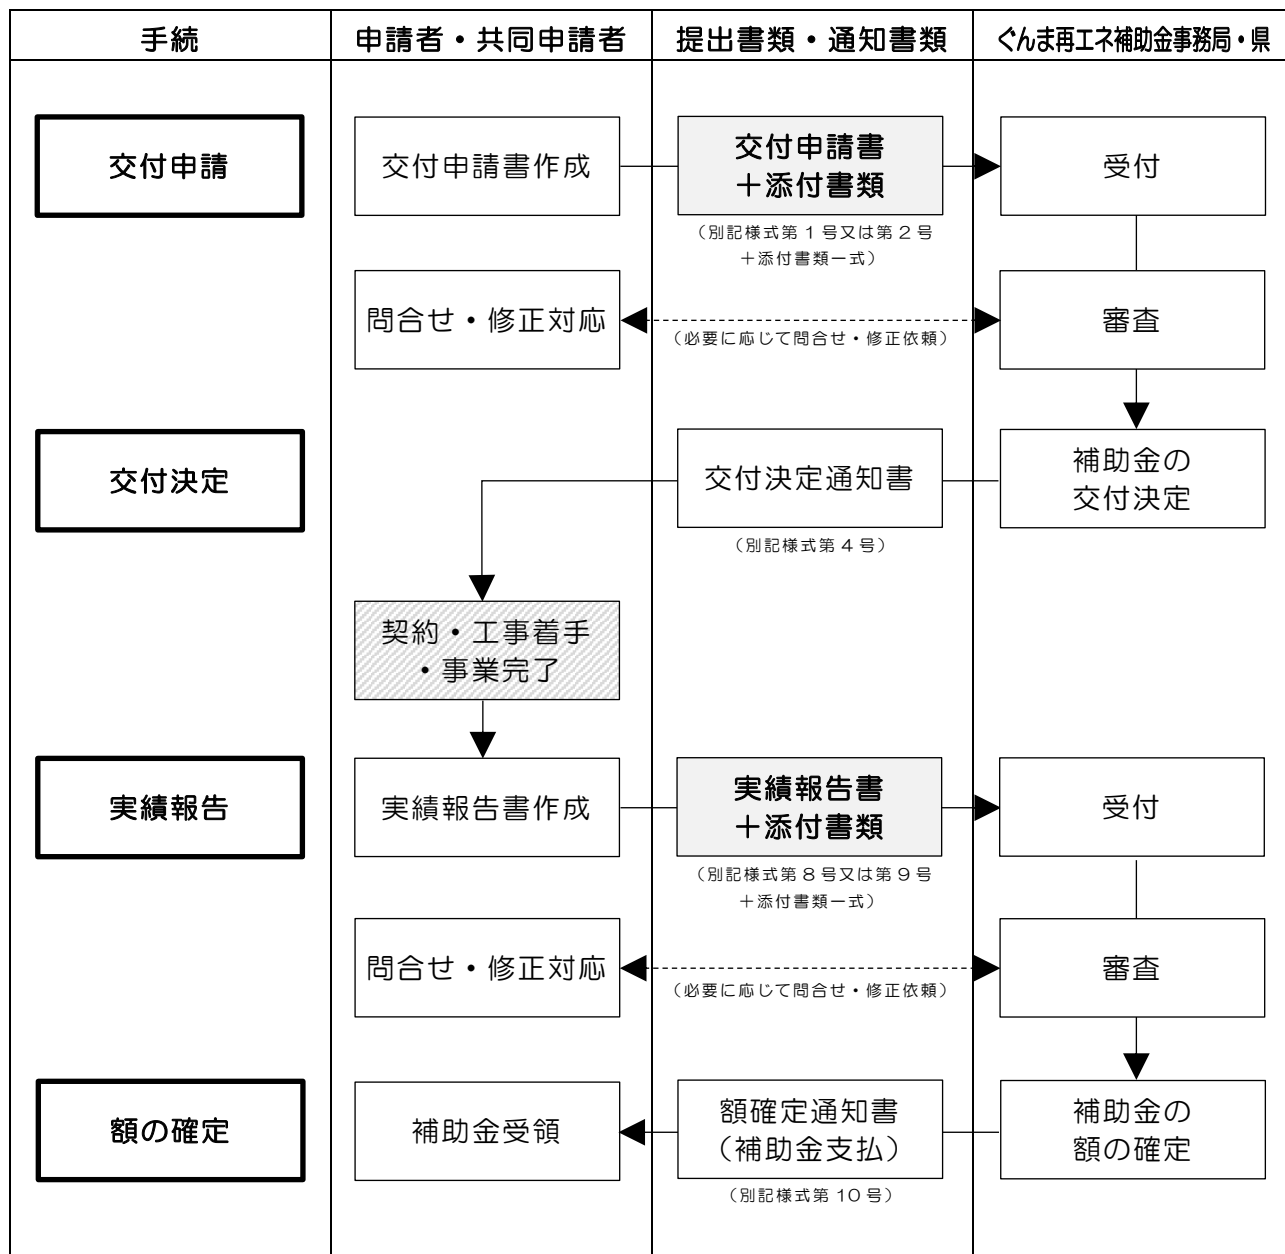 手続
申請者・共同申請者
提出書類・通知書類
ぐんま再エネ補助金事務局・県
交付申請
交付申請書作成
交付申請書
＋添付書類
（別記様式第１号又は第２号
＋添付書類一式）
受付
問合せ・修正対応
（必要に応じて問合せ・修正依頼）
審査
交付決定
交付決定通知書
（別記様式第４号）
補助金の
交付決定
契約・工事着手
・事業完了
実績報告
実績報告書作成
実績報告書
＋添付書類
（別記様式第８号又は第９号
＋添付書類一式）
受付
問合せ・修正対応
（必要に応じて問合せ・修正依頼）
審査
額の確定
補助金受領
額確定通知書
（補助金支払）
（別記様式第 10 号）
補助金の
額の確定